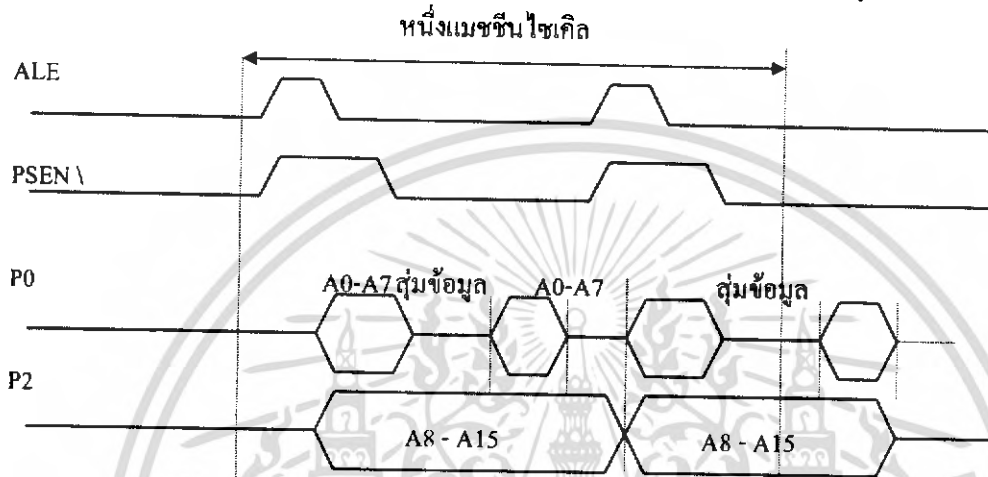 หนึ่งแมชชีนไซเคิล
ALE
PSEN \
P0
A0-A7 สุ่มข้อมูล A0-A7 สุ่มข้อมูล
P2
A8 - A15 A8 - A15